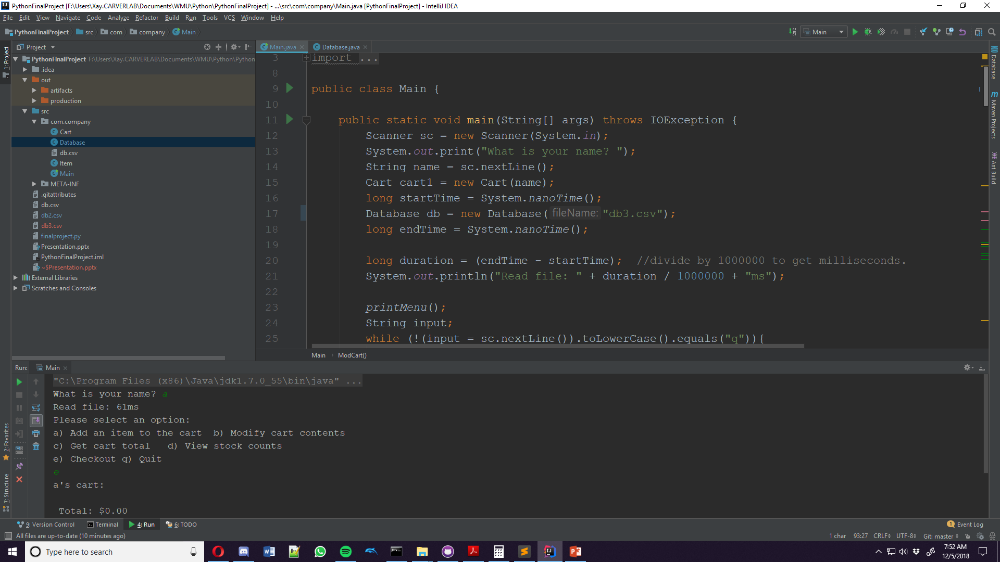 PythonFinalProject [F:\Users\Xay.CARVERLAB\Documents\WMU\Python\PythonFinalProject] - ...\src\com\company\Main.java [PythonFinalProject] - IntelliJ IDEA
File Edit View Navigate Code Analyze Refactor Build Run Tools VCS Window Help
PythonFinalProject src com company Main
Main
1: Project
Project
Main.java Database.java
PythonFinalProject F:\Users\Xay.CARVERLAB\Documents\WMU\Python\Python
.idea
out
artifacts
production
src
com.company
Cart
Database
db.csv
Item
Main
META-INF
.gitattributes
db.csv
db2.csv
db3.csv
finalproject.py
Presentation.pptx
PythonFinalProject.iml
~$Presentation.pptx
External Libraries
Scratches and Consoles
3 import ...
8
9 public class Main {
10
11 public static void main(String[] args) throws IOException {
12 Scanner sc = new Scanner(System.in);
13 System.out.print("What is your name? ");
14 String name = sc.nextLine();
15 Cart cart1 = new Cart(name);
16 long startTime = System.nanoTime();
17 Database db = new Database( fileName: "db3.csv");
18 long endTime = System.nanoTime();
19
20 long duration = (endTime - startTime); //divide by 1000000 to get milliseconds.
21 System.out.println("Read file: " + duration / 1000000 + "ms");
22
23 printMenu();
24 String input;
25 while (!(input = sc.nextLine()).toLowerCase().equals("q")){
Main ModCart()
Database
Maven Projects
Ant Build
Run: Main
"C:\Program Files (x86)\Java\jdk1.7.0_55\bin\java" ...
What is your name? a
Read file: 61ms
Please select an option:
a) Add an item to the cart b) Modify cart contents
c) Get cart total d) View stock counts
e) Checkout q) Quit
e
a's cart:
Total: $0.00
2: Favorites
7: Structure
9: Version Control Terminal 4: Run 6: TODO
1 Event Log
All files are up-to-date (10 minutes ago)
1 char 93:27 CRLF UTF-8 Git: master
Type here to search
7:52 AM
12/5/2018